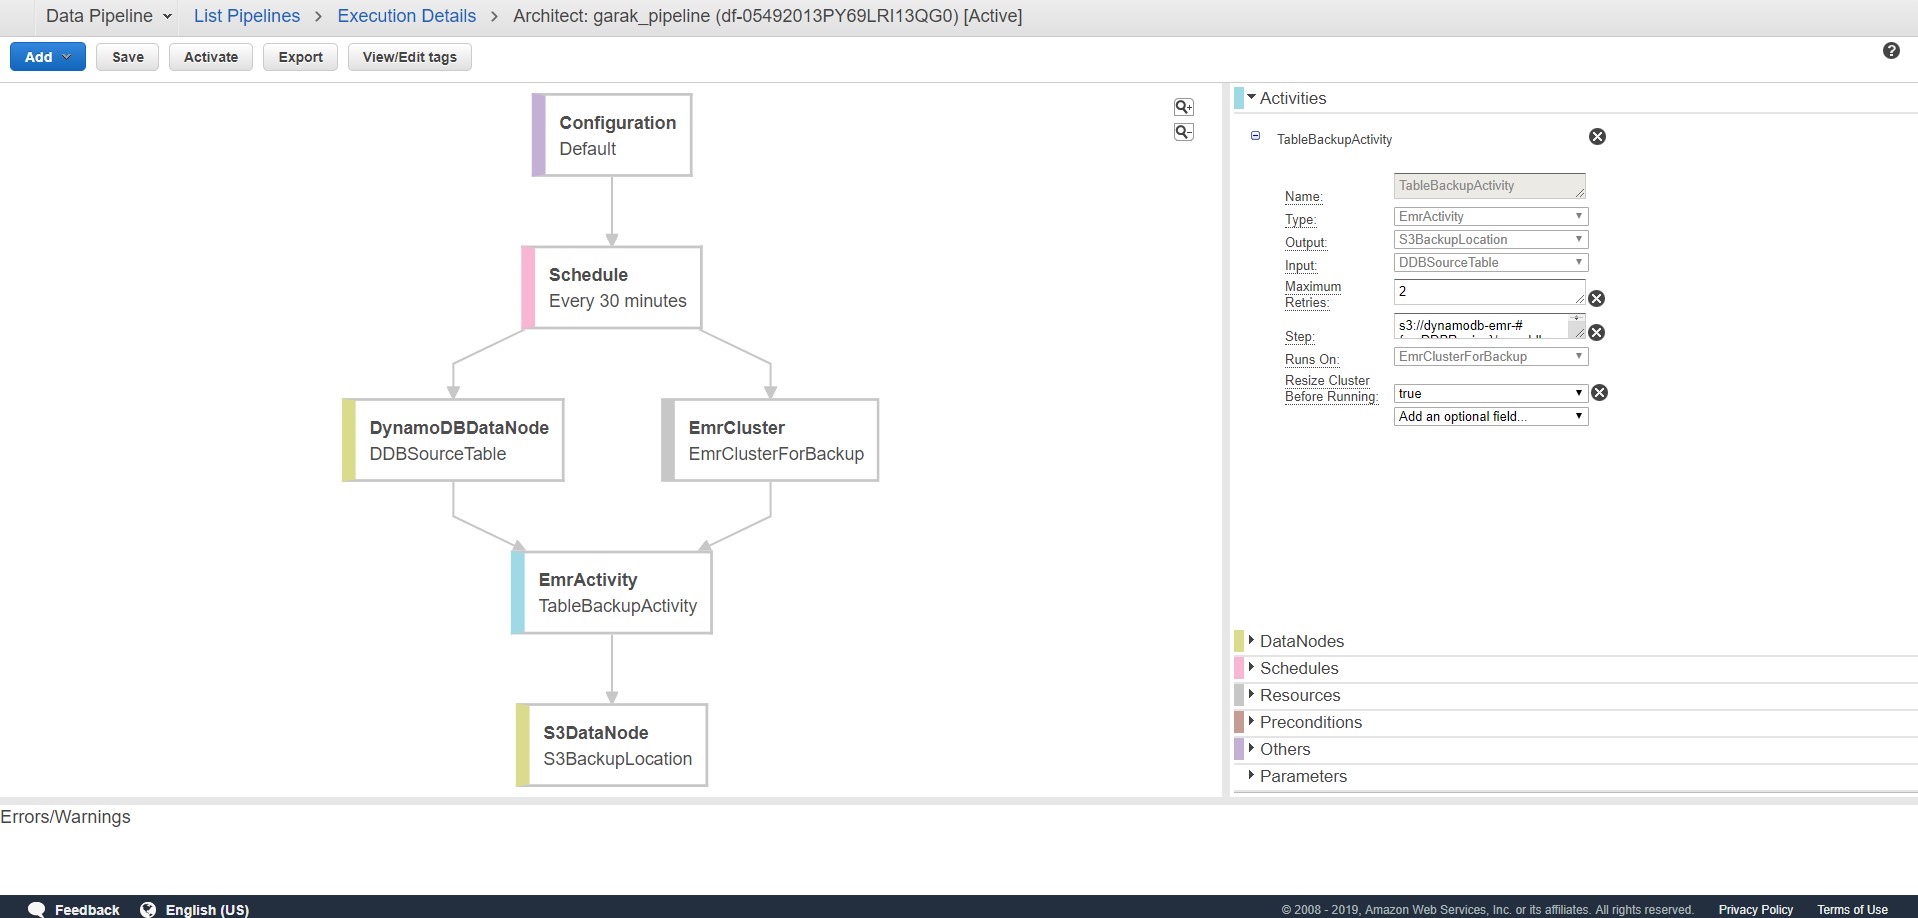 Data Pipeline List Pipelines > Execution Details > Architect: garak_pipeline (df-05492013PY69LRI13QG0) [Active]
Add Save Activate Export View/Edit tags
Configuration
Default
Schedule
Every 30 minutes
DynamoDBDataNode
DDBSourceTable
EmrCluster
EmrClusterForBackup
EmrActivity
TableBackupActivity
S3DataNode
S3BackupLocation
Activities
TableBackupActivity
Name: TableBackupActivity
Type: EmrActivity
Output: S3BackupLocation
Input: DDBSourceTable
Maximum
Retries: 2
Step: s3://dynamodb-emr-#
Runs On: EmrClusterForBackup
Resize Cluster
Before Running: true
Add an optional field...
DataNodes
Schedules
Resources
Preconditions
Others
Parameters
Errors/Warnings
Feedback English (US) © 2008 - 2019, Amazon Web Services, Inc. or its affiliates. All rights reserved. Privacy Policy Terms of Use